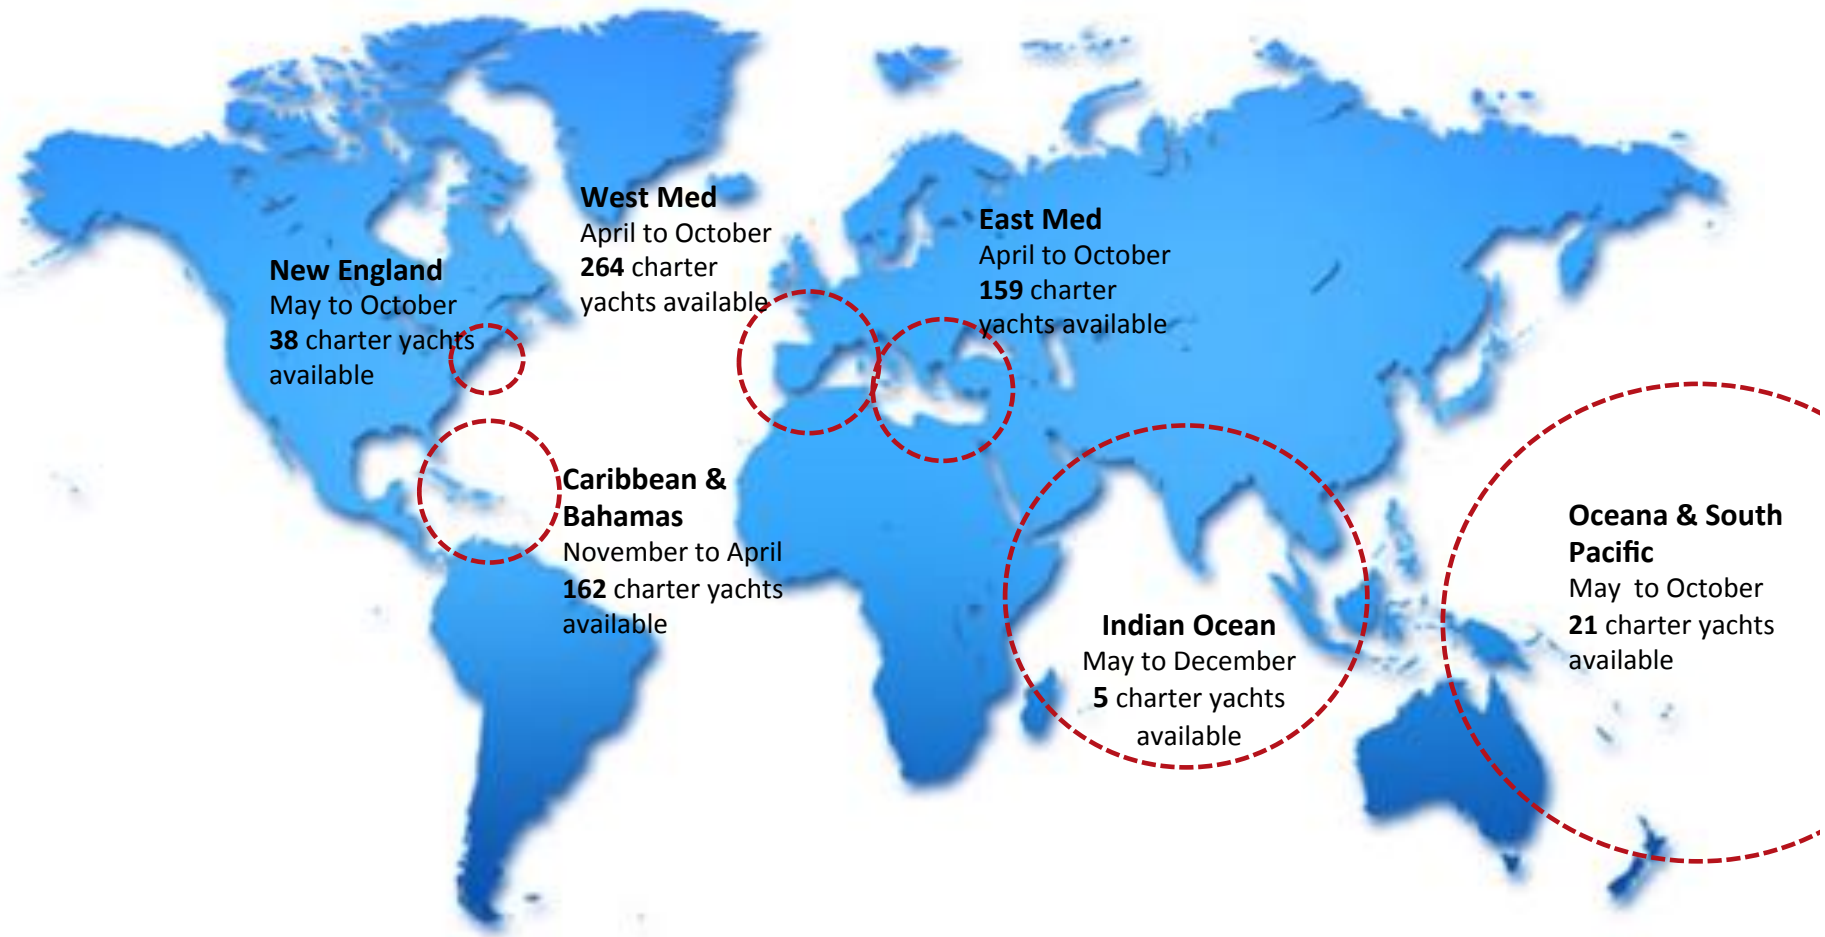 West Med
April to October
264 charter
yachts available
East Med
April to October
159 charter
yachts available
New England
May to October
38 charter yachts
available
Caribbean &
Bahamas
November to April
162 charter yachts
available
Indian Ocean
May to December
5 charter yachts
available
Oceana & South
Pacific
May to October
21 charter yachts
available